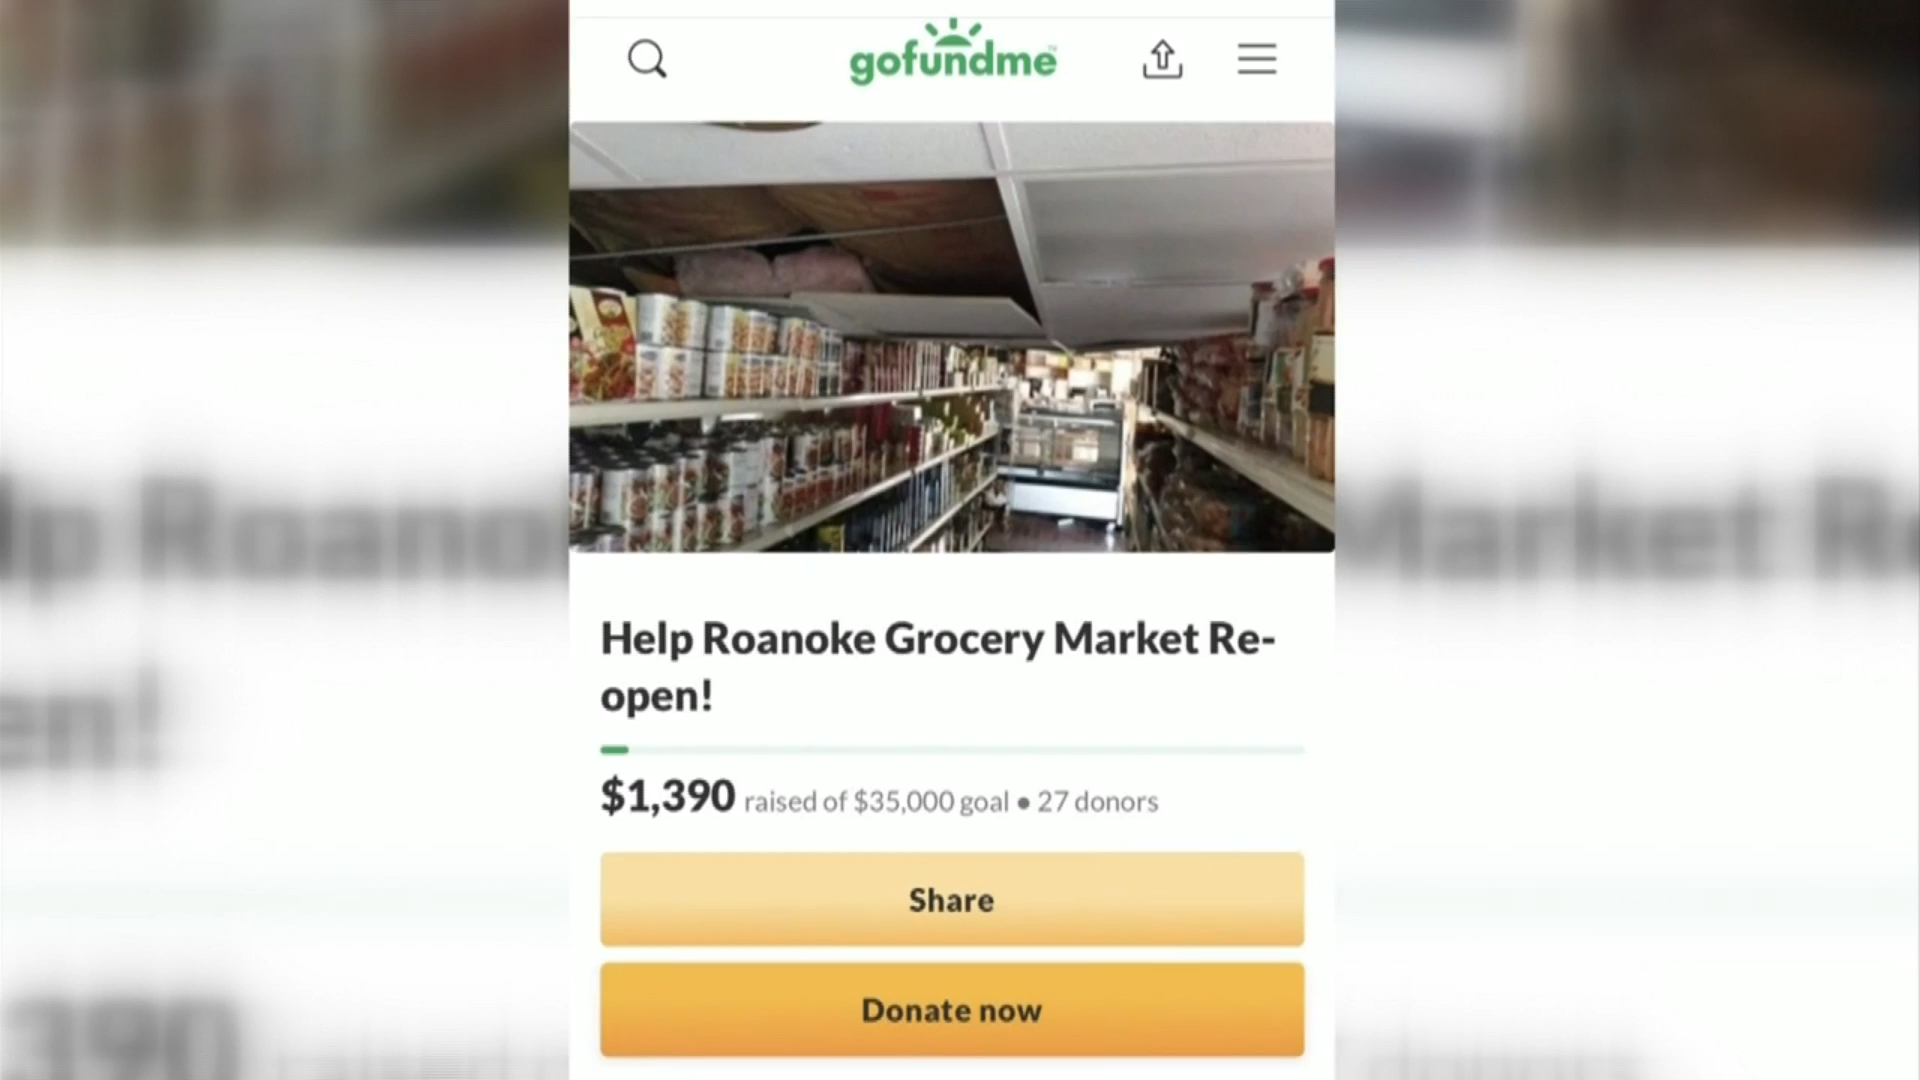 gofundme
Help Roanoke Grocery Market Re-
open!
$1,390 raised of $35,000 goal • 27 donors
Share
Donate now